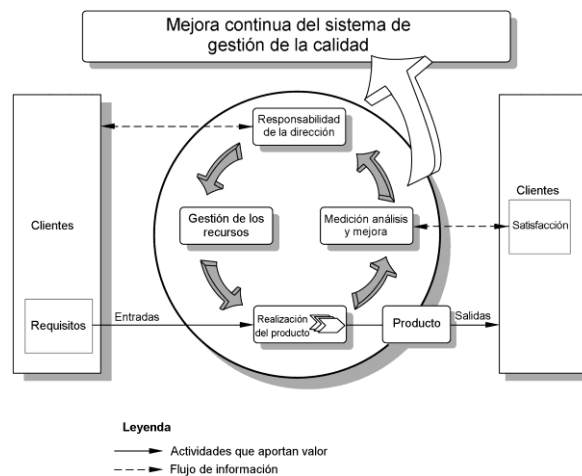 Mejora continua del sistema de
gestión de la calidad
Responsabilidad
de la dirección
Clientes
Clientes
Gestión de los
recursos
Medición análisis
y mejora
Satisfacción
Requisitos
Entradas
Realización
del producto
Producto
Salidas
Leyenda
Actividades que aportan valor
Flujo de información